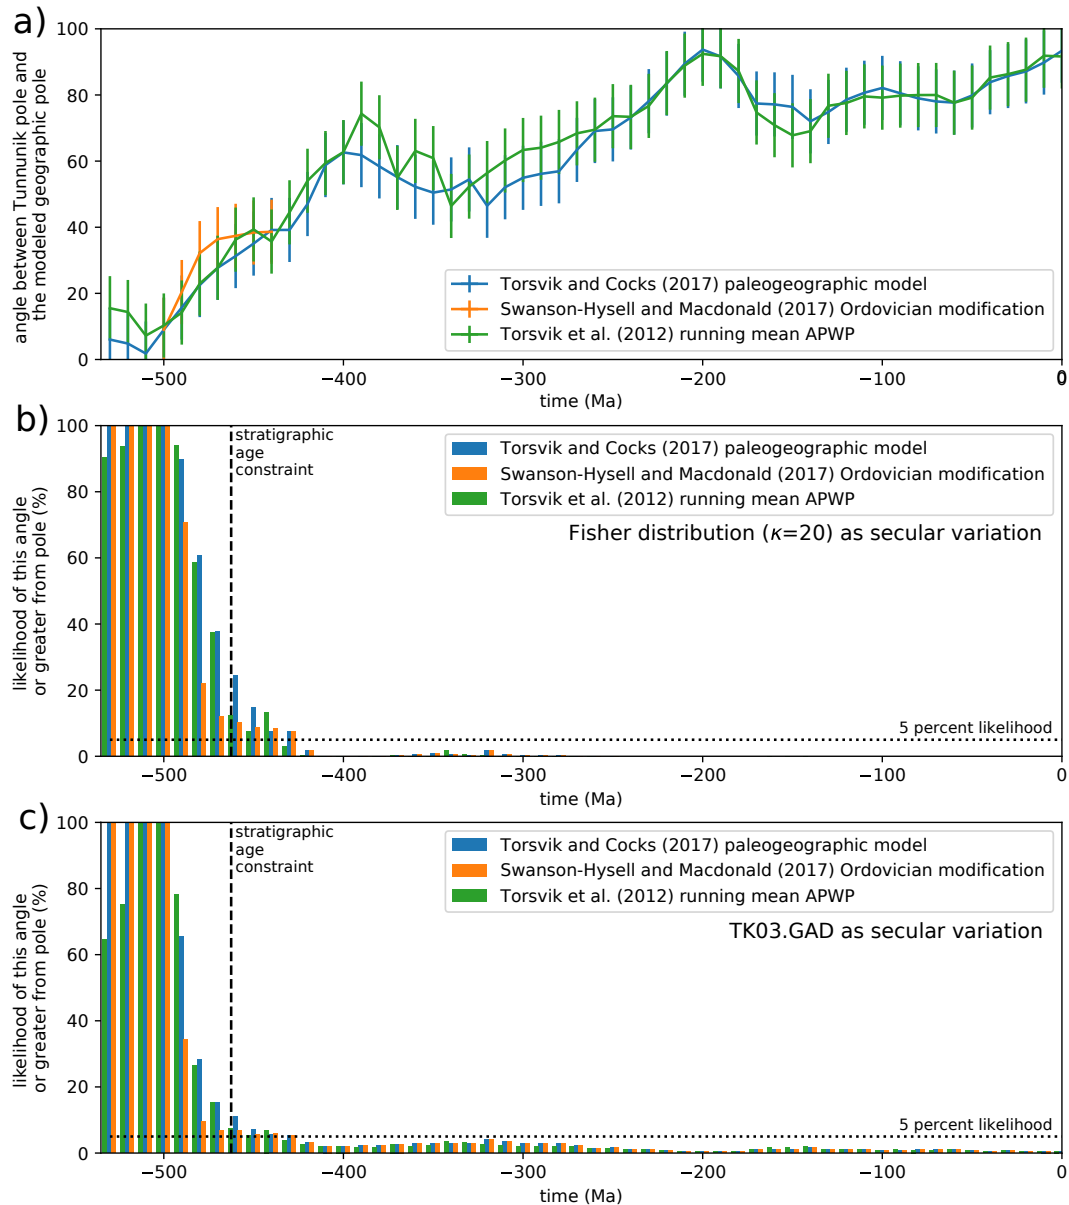 a)
angle between Tunnunik pole and
the modeled geographic pole
100
80
60
40
20
0
Torsvik and Cocks (2017) paleogeographic model
Swanson-Hysell and Macdonald (2017) Ordovician modification
Torsvik et al. (2012) running mean APWP
−500
−400
−300
−200
−100
0
time (Ma)
b)
likelihood of this angle
or greater from pole (%)
100
80
60
40
20
0
stratigraphic
age
constraint
Torsvik and Cocks (2017) paleogeographic model
Swanson-Hysell and Macdonald (2017) Ordovician modification
Torsvik et al. (2012) running mean APWP
Fisher distribution (κ=20) as secular variation
5 percent likelihood
−500
−400
−300
−200
−100
0
time (Ma)
c)
likelihood of this angle
or greater from pole (%)
100
80
60
40
20
0
stratigraphic
age
constraint
Torsvik and Cocks (2017) paleogeographic model
Swanson-Hysell and Macdonald (2017) Ordovician modification
Torsvik et al. (2012) running mean APWP
TK03.GAD as secular variation
5 percent likelihood
−500
−400
−300
−200
−100
0
time (Ma)